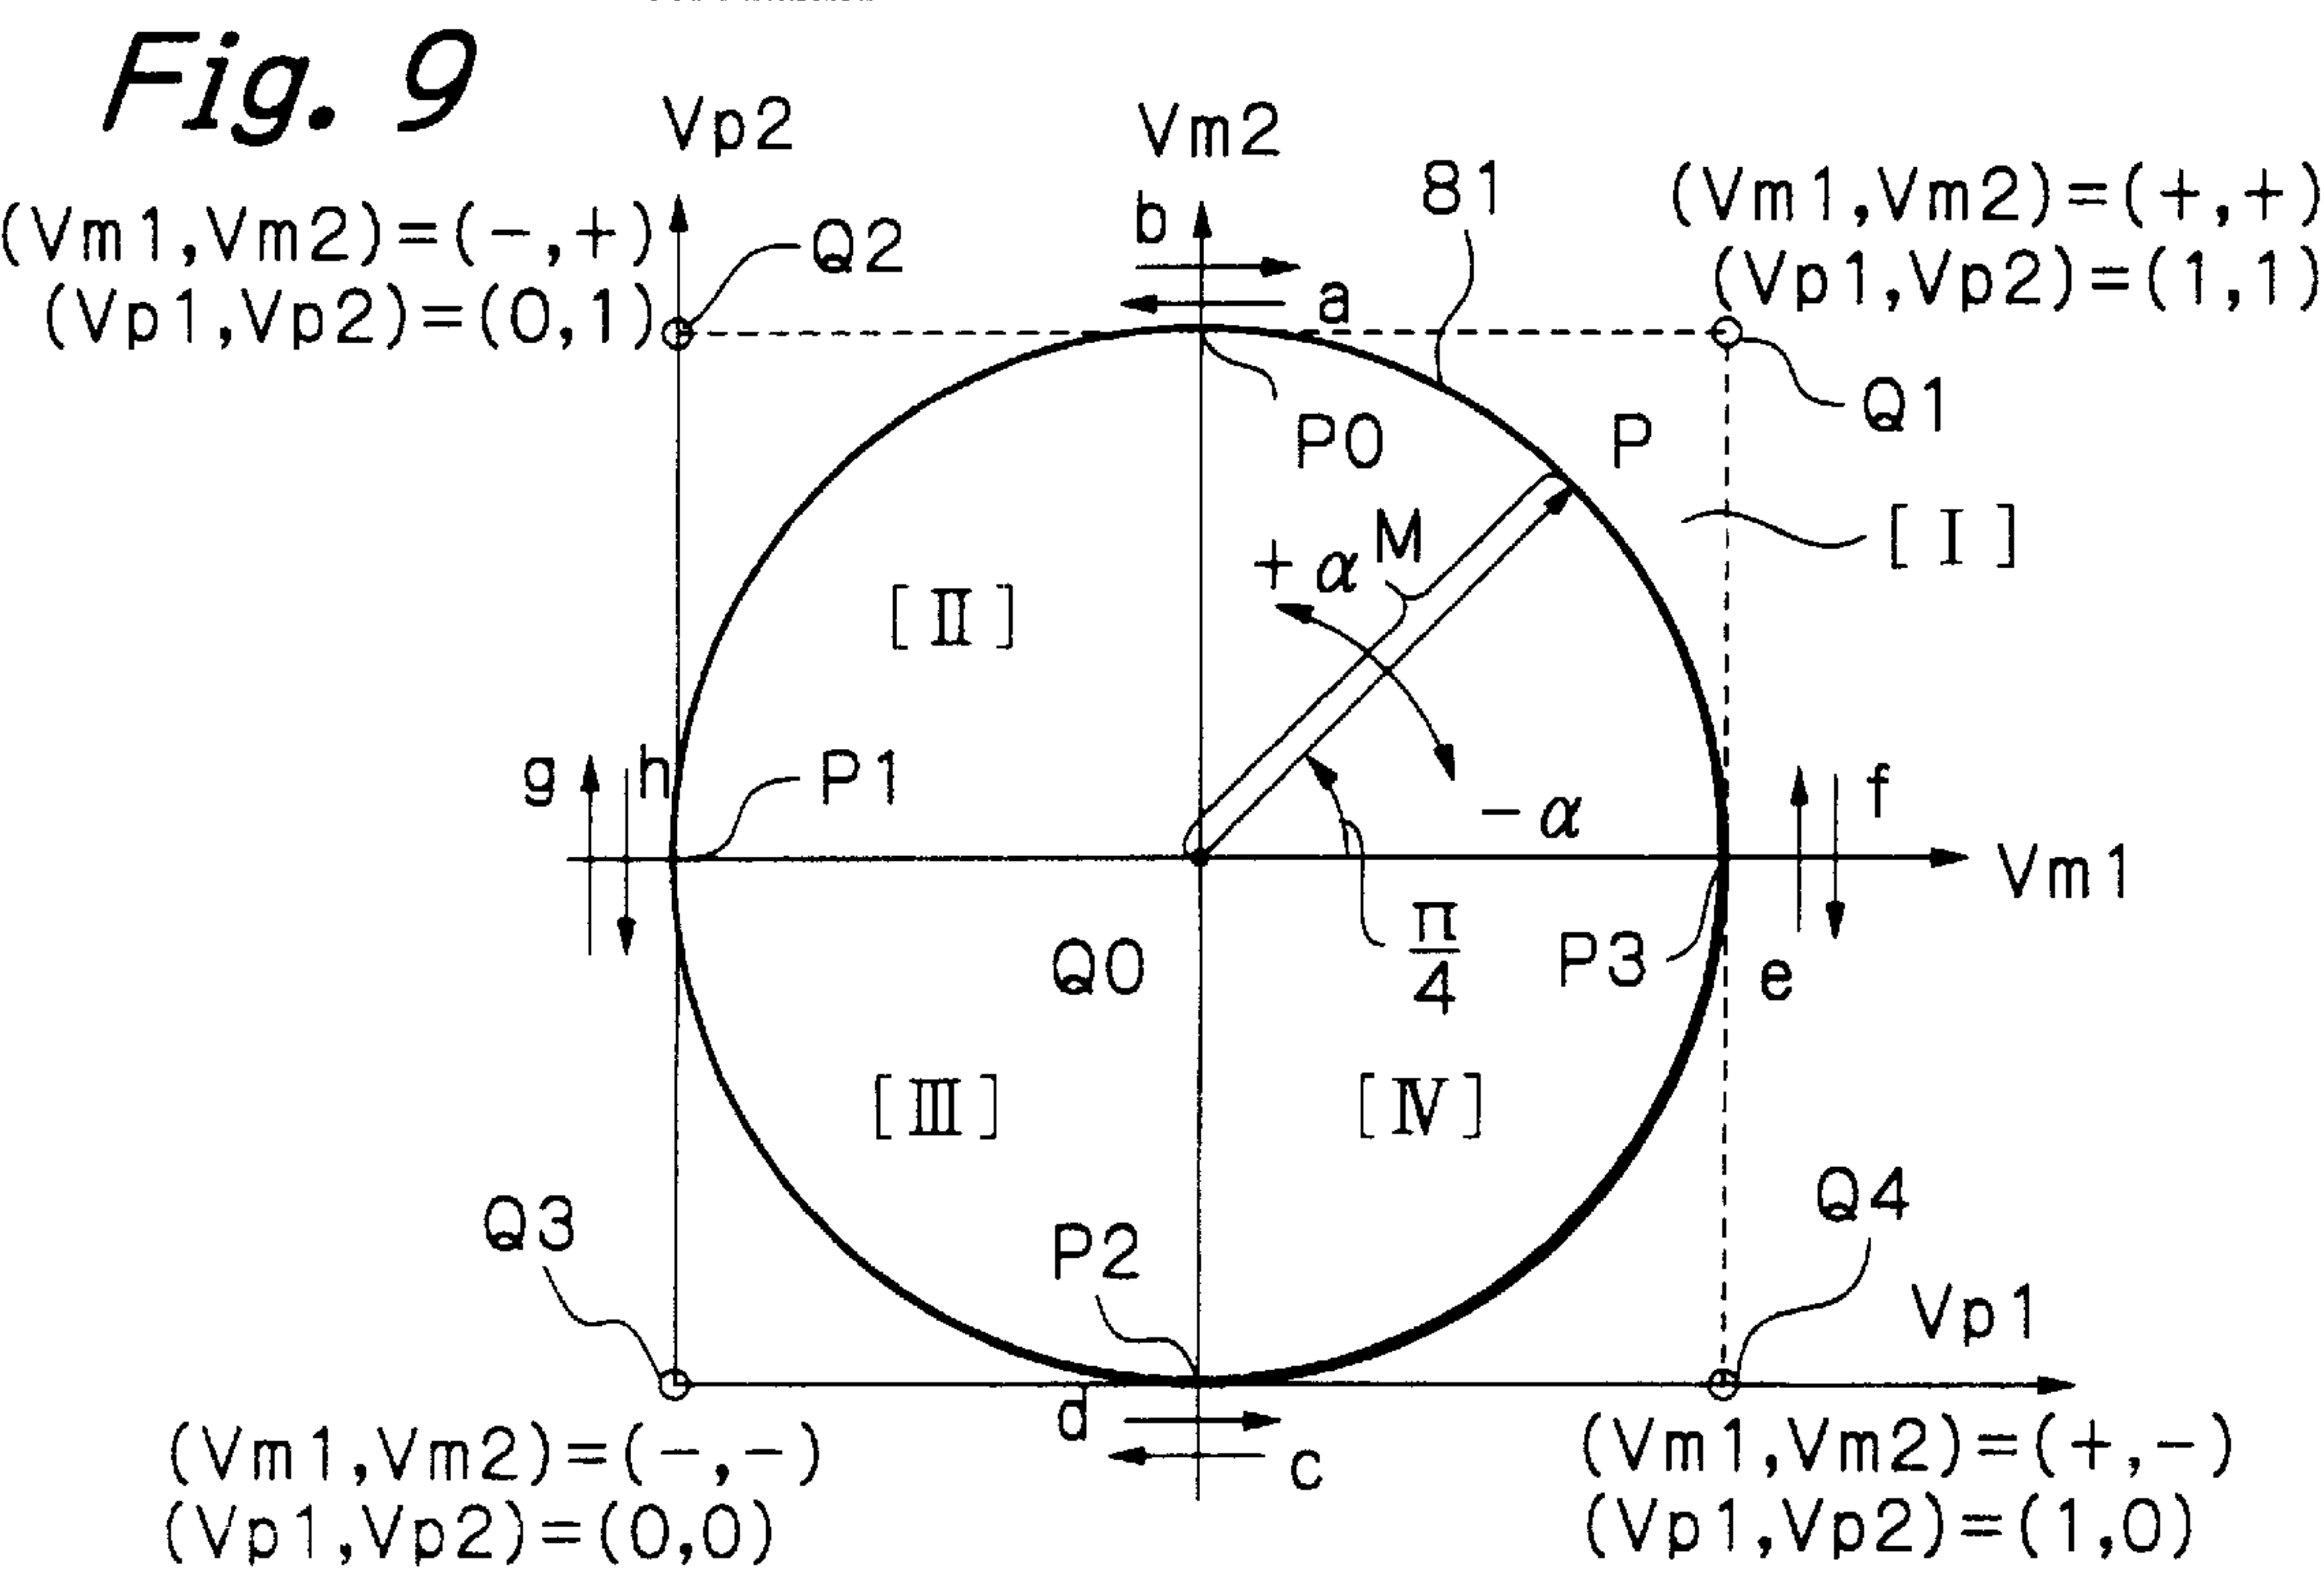 Fig. 9
Vp2
Vm2
81
(Vm1,Vm2)=(-,+)
(Vp1,Vp2)=(0,1)
Q2
b
a
(Vm1,Vm2)=(+,+)
(Vp1,Vp2)=(1,1)
Q1
P0
P
[I]
M
+α
[II]
g
h
P1
-α
f
Vm1
Q0
π/4
P3
e
[III]
[IV]
Q3
P2
Q4
Vp1
d
c
(Vm1,Vm2)=(-,-)
(Vp1,Vp2)=(0,0)
(Vm1,Vm2)=(+,-)
(Vp1,Vp2)=(1,0)